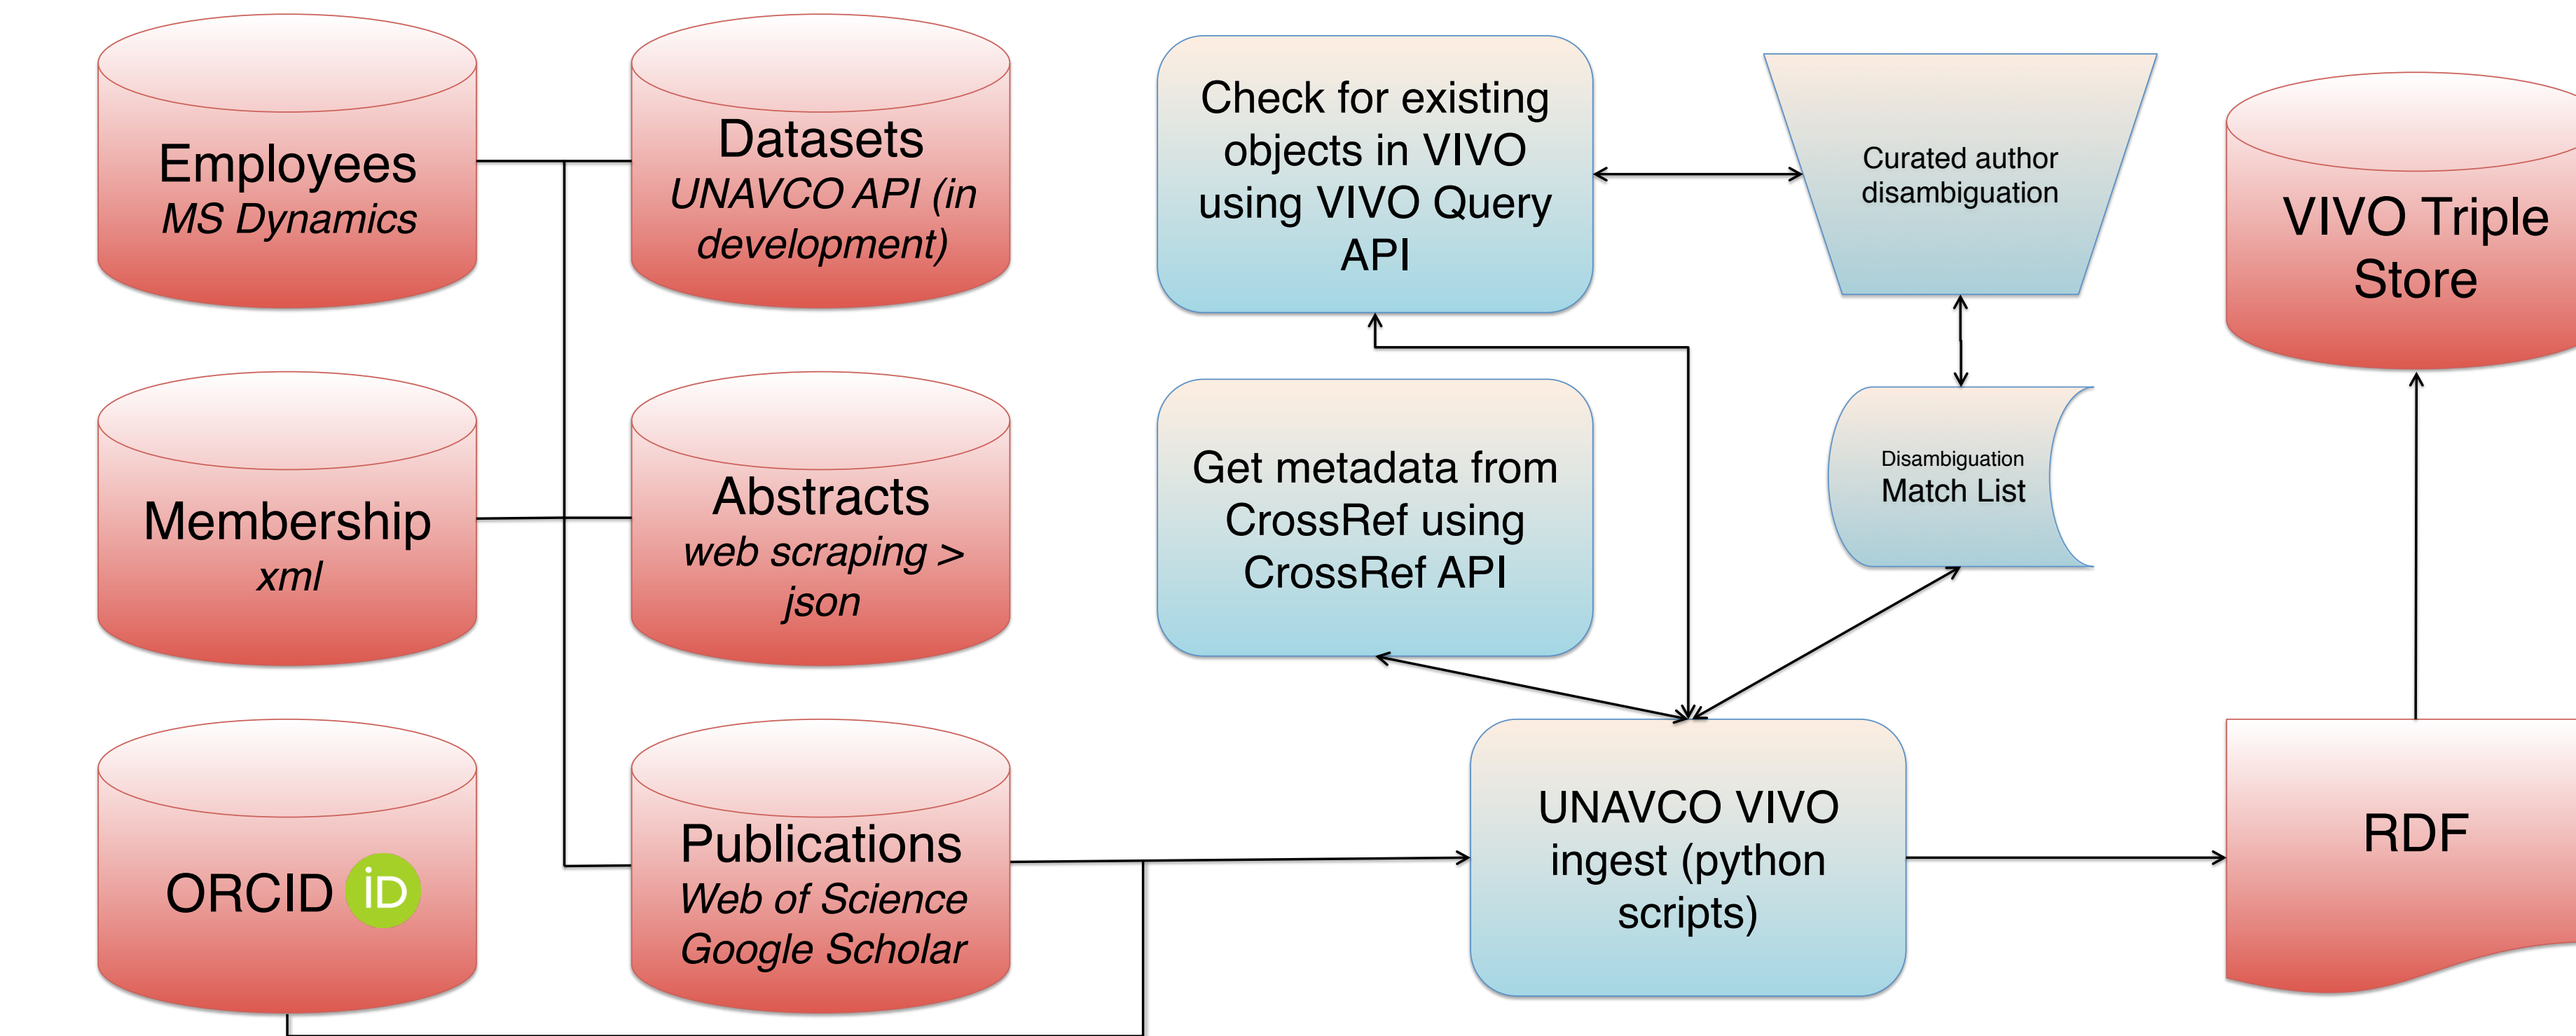 Employees
MS Dynamics
Datasets
UNAVCO API (in
development)
Check for existing
objects in VIVO
using VIVO Query
API
Curated author
disambiguation
VIVO Triple
Store
Membership
xml
Abstracts
web scraping >
json
Get metadata from
CrossRef using
CrossRef API
Disambiguation
Match List
ORCID iD
Publications
Web of Science
Google Scholar
UNAVCO VIVO
ingest (python
scripts)
RDF